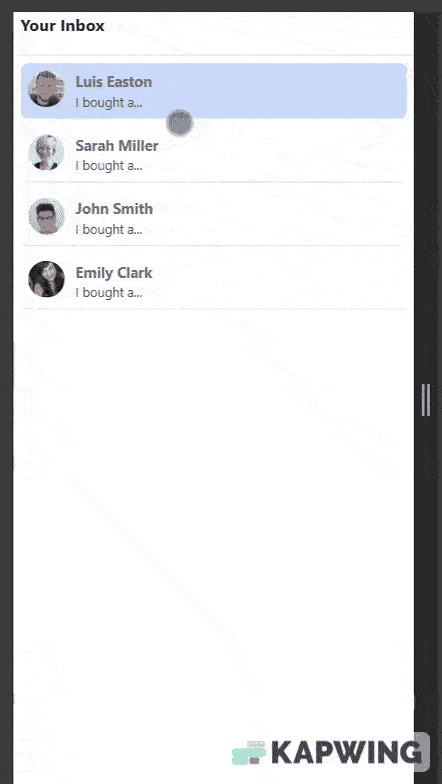 Your Inbox
Luis Easton
I bought a...
Sarah Miller
I bought a...
John Smith
I bought a...
Emily Clark
I bought a...
KAPWING